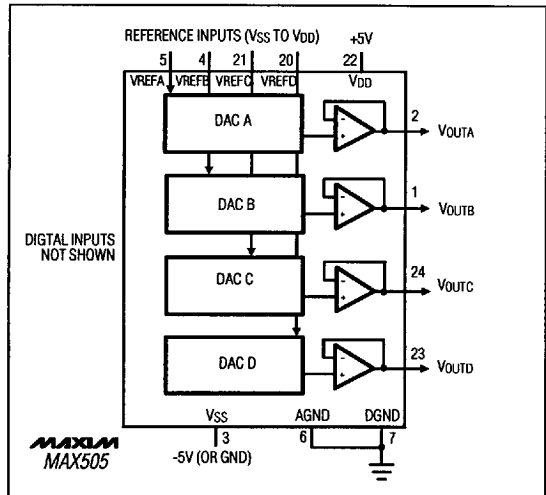 REFERENCE INPUTS (VSS TO VDD) +5V
5 4 21 20 22
VREFA VREFB VREFC VREFD VDD
DAC A
2
VOUTA
DAC B
1
VOUTB
DIGTAL INPUTS
NOT SHOWN
DAC C
24
VOUTC
DAC D
23
VOUTD
VSS AGND DGND
3 6 7
-5V (OR GND)
MAXIM
MAX505
- +
- +
- +
- +